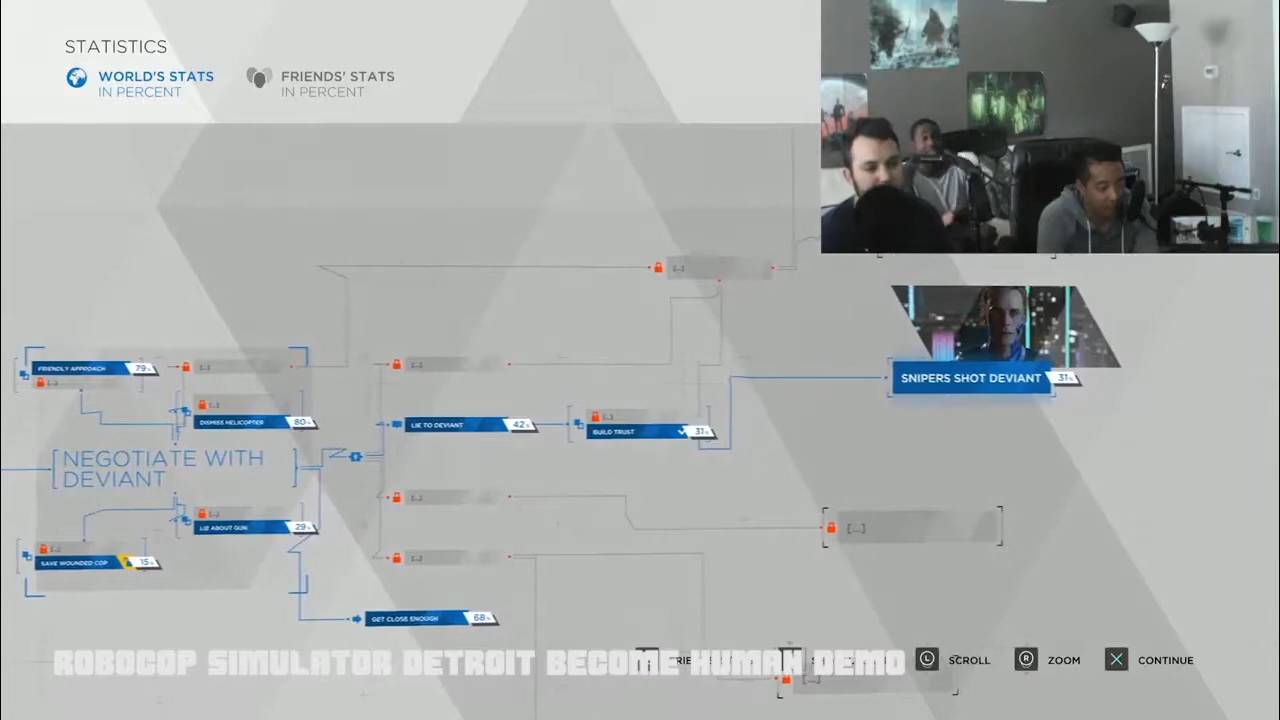 STATISTICS
WORLD'S STATS
IN PERCENT
FRIENDS' STATS
IN PERCENT
[...]
FRIENDLY APPROACH 79%
[...]
[...]
[...]
DISMISS HELICOPTER 80%
[...]
LIE TO DEVIANT 42%
[...]
BUILD TRUST 31%
SNIPERS SHOT DEVIANT 31%
NEGOTIATE WITH
DEVIANT
[...]
LIE ABOUT GUN 29%
[...]
[...]
[...]
SAVE WOUNDED COP 15%
[...]
GET CLOSE ENOUGH 68%
ROBOCOP SIMULATOR DETROIT BECOME HUMAN DEMO
L SCROLL
R ZOOM
CONTINUE
[...]